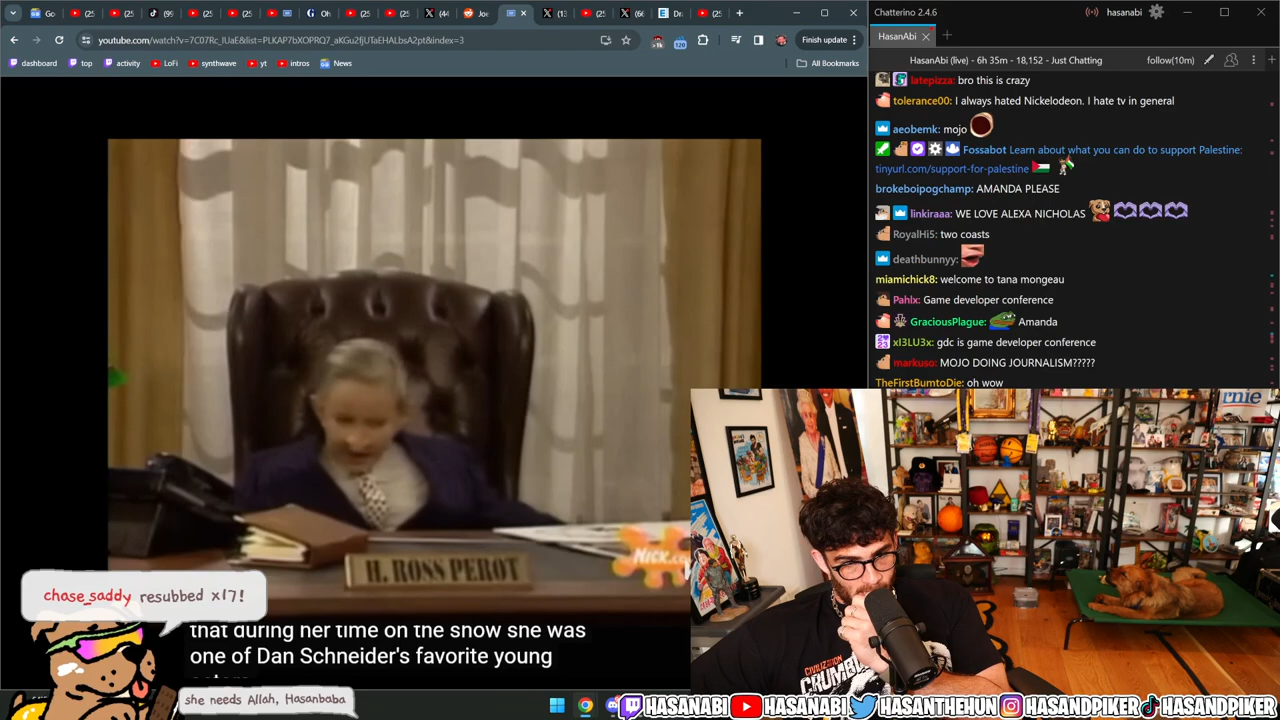 Chatterino 2.4.6
hasanabi
Finish update
youtube.com/watch?v=7C07Rc_IUaE&list=PLKAP7bXOPRQ7_aKGu2fjUTaEHALbsA2pt&index=3
HasanAbi
dashboard
top
activity
LoFi
synthwave
yt
intros
News
All Bookmarks
HasanAbi (live) - 6h 35m - 18,152 - Just Chatting
follow(10m)
latepizza: bro this is crazy
tolerance00: I always hated Nickelodeon. I hate tv in general
aeobemk: mojo
Fossabot Learn about what you can do to support Palestine:
tinyurl.com/support-for-palestine
brokeboipogchamp: AMANDA PLEASE
linkiraaa: WE LOVE ALEXA NICHOLAS
RoyalHi5: two coasts
deathbunnyy:
miamichick8: welcome to tana mongeau
Pahlx: Game developer conference
GraciousPlague: Amanda
xI3LU3x: gdc is game developer conference
markuso: MOJO DOING JOURNALISM?????
TheFirstBumtoDie: oh wow
H. ROSS PEROT
chase_saddy resubbed x17!
that during her time on the show she was
one of Dan Schneider's favorite young
she needs Allah, Hasanbaba
CIVILIZATION
HASANABI
HASANABI
HASANTHEHUN
HASANDPIKER
HASANDPIKER